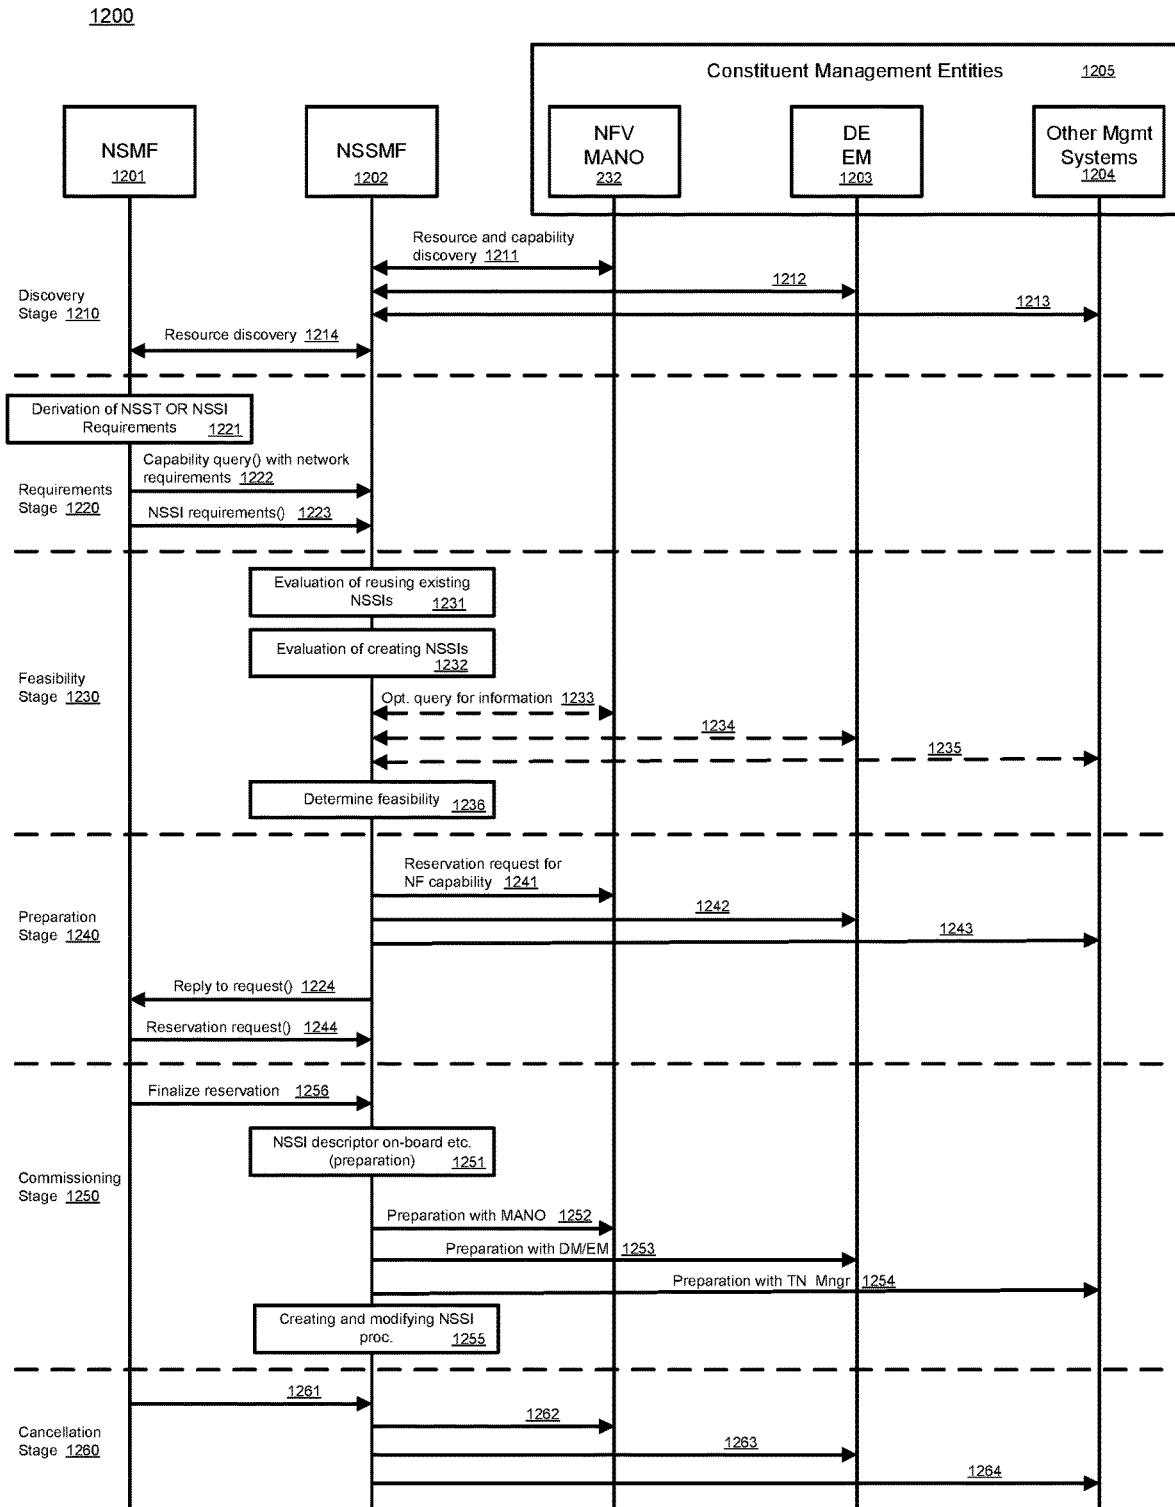 1200
Constituent Management Entities 1205
NSMF
1201
NSSMF
1202
NFV
MANO
232
DE
EM
1203
Other Mgmt
Systems
1204
Resource and capability
discovery 1211
1212
1213
Discovery
Stage 1210
Resource discovery 1214
Derivation of NSST OR NSSI
Requirements 1221
Capability query() with network
requirements 1222
Requirements
Stage 1220
NSSI requirements() 1223
Evaluation of reusing existing
NSSIs 1231
Evaluation of creating NSSIs
1232
Feasibility
Stage 1230
Opt. query for information 1233
1234
1235
Determine feasibility 1236
Reservation request for
NF capability 1241
1242
1243
Preparation
Stage 1240
Reply to request() 1224
Reservation request() 1244
Finalize reservation 1256
NSSI descriptor on-board etc.
(preparation) 1251
Commissioning
Stage 1250
Preparation with MANO 1252
Preparation with DM/EM 1253
Preparation with TN Mngr 1254
Creating and modifying NSSI
proc. 1255
1261
1262
Cancellation
Stage 1260
1263
1264